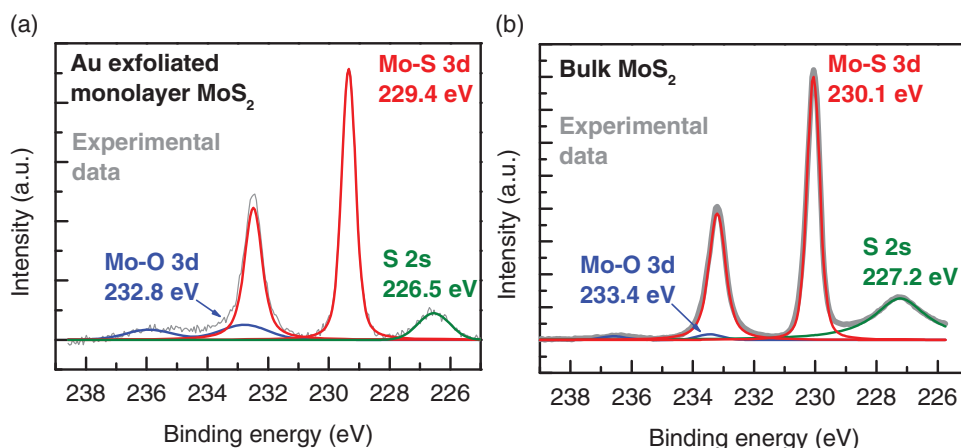 (a)
Au exfoliated
monolayer MoS2
Experimental
data
Mo-S 3d
229.4 eV
Mo-O 3d
232.8 eV
S 2s
226.5 eV
Intensity (a.u.)
238 236 234 232 230 228 226
Binding energy (eV)
(b)
Bulk MoS2
Experimental
data
Mo-S 3d
230.1 eV
Mo-O 3d
233.4 eV
S 2s
227.2 eV
Intensity (a.u.)
238 236 234 232 230 228 226
Binding energy (eV)